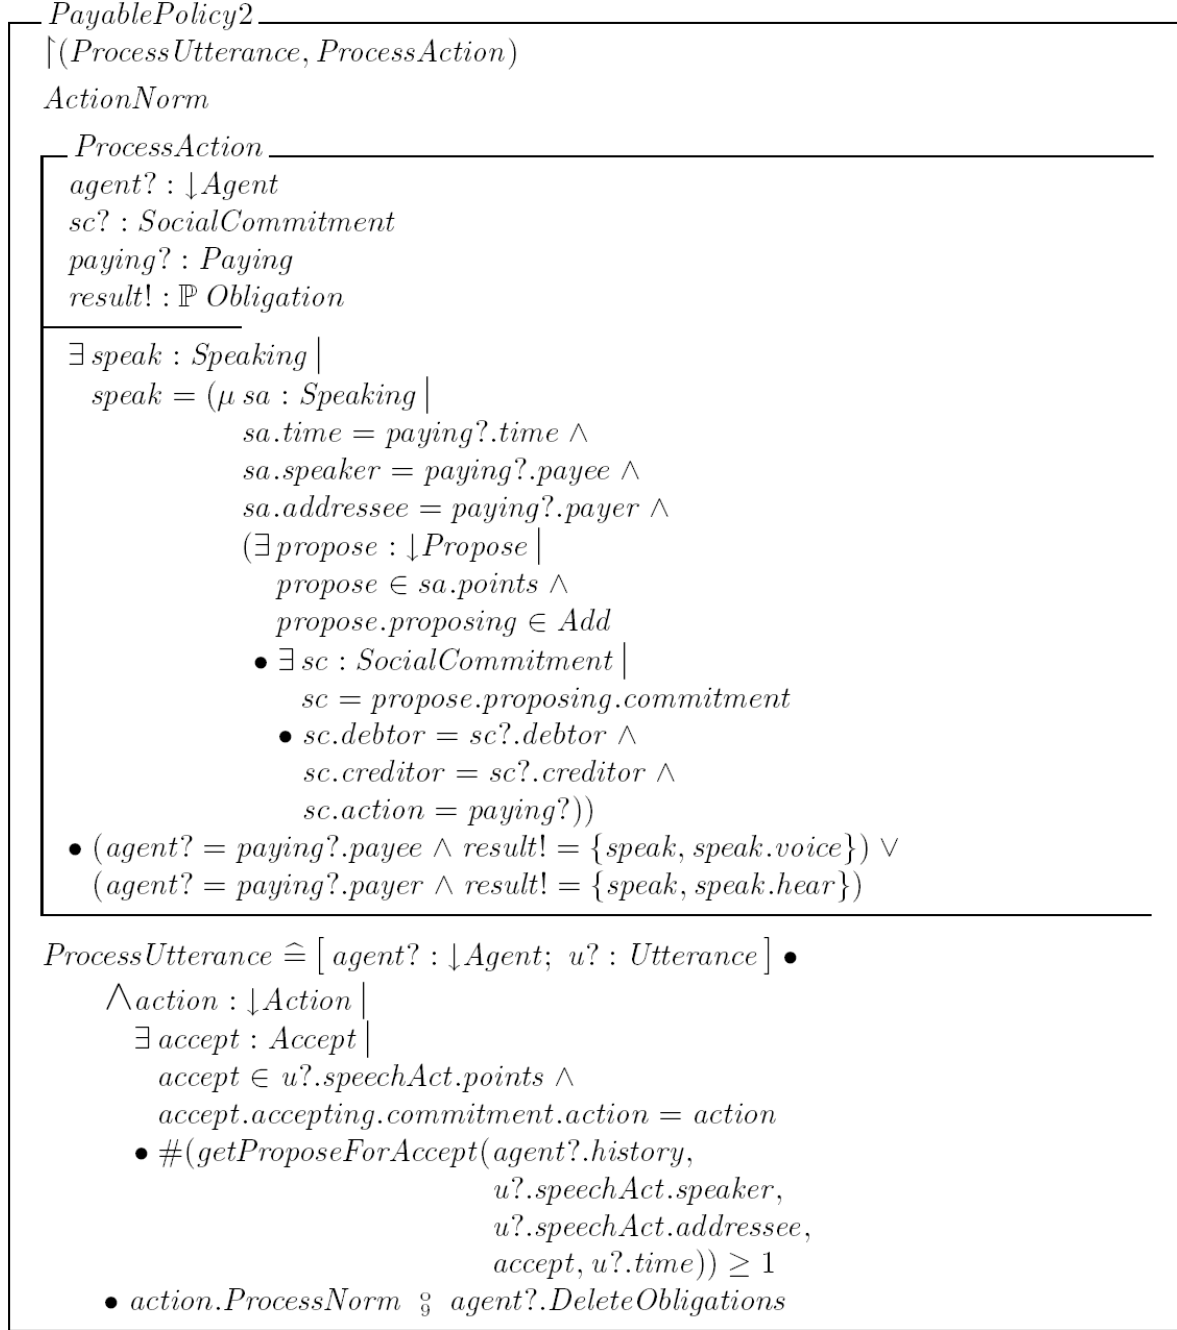 PayablePolicy2
↾(ProcessUtterance, ProcessAction)
ActionNorm
ProcessAction
agent? : ↓Agent
sc? : SocialCommitment
paying? : Paying
result! : ℙ Obligation
∃ speak : Speaking |
speak = (μ sa : Speaking |
sa.time = paying?.time ∧
sa.speaker = paying?.payee ∧
sa.addressee = paying?.payer ∧
(∃ propose : ↓Propose |
propose ∈ sa.points ∧
propose.proposing ∈ Add
• ∃ sc : SocialCommitment |
sc = propose.proposing.commitment
• sc.debtor = sc?.debtor ∧
sc.creditor = sc?.creditor ∧
sc.action = paying?))
• (agent? = paying?.payee ∧ result! = {speak, speak.voice}) ∨
(agent? = paying?.payer ∧ result! = {speak, speak.hear})
ProcessUtterance ≙ [ agent? : ↓Agent; u? : Utterance ] •
⋀ action : ↓Action |
∃ accept : Accept |
accept ∈ u?.speechAct.points ∧
accept.accepting.commitment.action = action
• #(getProposeForAccept(agent?.history,
u?.speechAct.speaker,
u?.speechAct.addressee,
accept, u?.time)) ≥ 1
• action.ProcessNorm ⨟ agent?.DeleteObligations